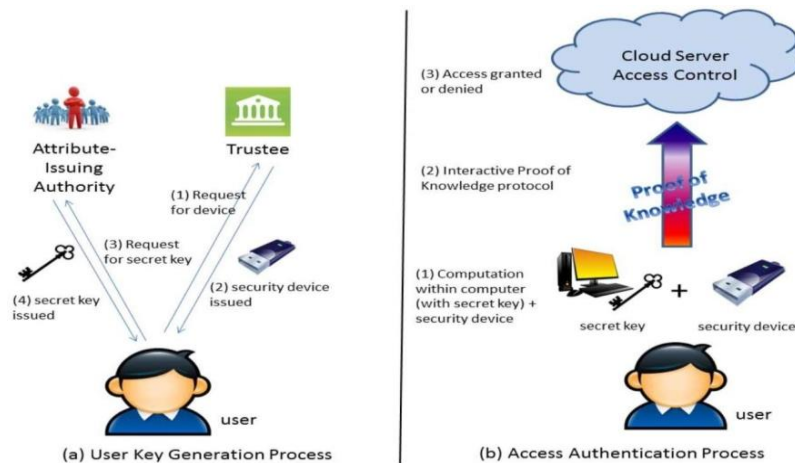 Attribute-
Issuing
Authority
Trustee
(1) Request
for device
(3) Request
for secret key
(4) secret key
issued
(2) security device
issued
user
(a) User Key Generation Process
Cloud Server
Access Control
(3) Access granted
or denied
(2) Interactive Proof of
Knowledge protocol
Proof of
Knowledge
(1) Computation
within computer
(with secret key) +
security device
+
secret key
security device
user
(b) Access Authentication Process